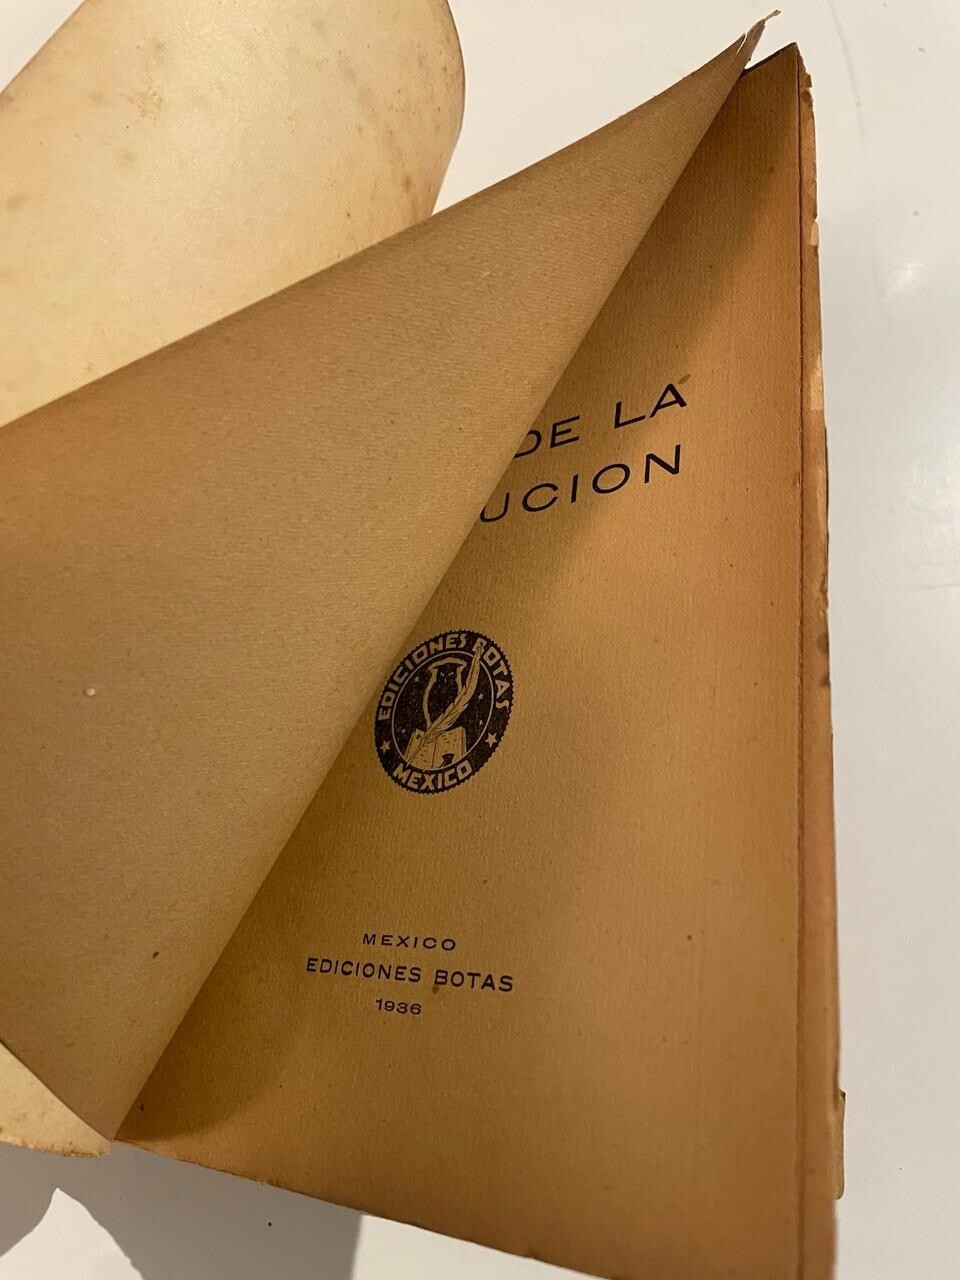 DE LA
UCION
EDICIONES BOTAS
MEXICO
MEXICO
EDICIONES BOTAS
1936